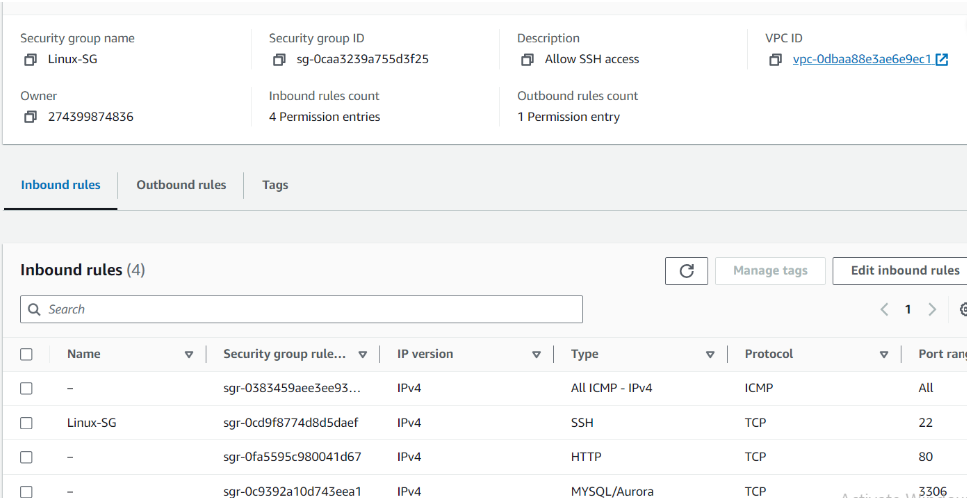 Security group name Security group ID Description VPC ID
Linux-SG sg-0caa3239a755d3f25 Allow SSH access vpc-0dbaa88e3ae6e9ec1
Owner Inbound rules count Outbound rules count
274399874836 4 Permission entries 1 Permission entry
Inbound rules Outbound rules Tags
Inbound rules (4) Manage tags Edit inbound rules
Search 1
Name Security group rule... IP version Type Protocol Port rang
– sgr-0383459aee3ee93... IPv4 All ICMP - IPv4 ICMP All
Linux-SG sgr-0cd9f8774d8d5daef IPv4 SSH TCP 22
– sgr-0fa5595c980041d67 IPv4 HTTP TCP 80
– sgr-0c9392a10d743eea1 IPv4 MYSQL/Aurora TCP 3306